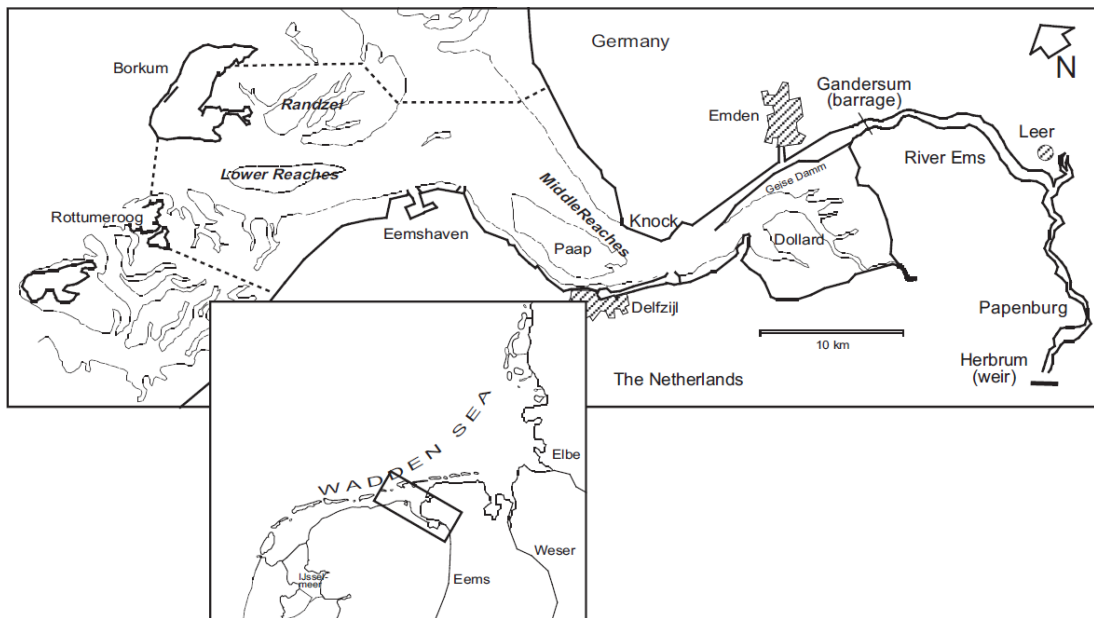 Germany
N
Borkum
Gandersum
(barrage)
Randzel
Emden
Leer
River Ems
Lower Reaches
Geise Damm
Middle Reaches
Rottumeroog
Knock
Eemshaven
Dollard
Paap
Delfzijl
Papenburg
10 km
Herbrum
(weir)
The Netherlands
WADDEN SEA
Elbe
Weser
IJssel-
meer
Eems